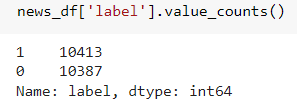 news_df['label'].value_counts()
1    10413
0    10387
Name: label, dtype: int64